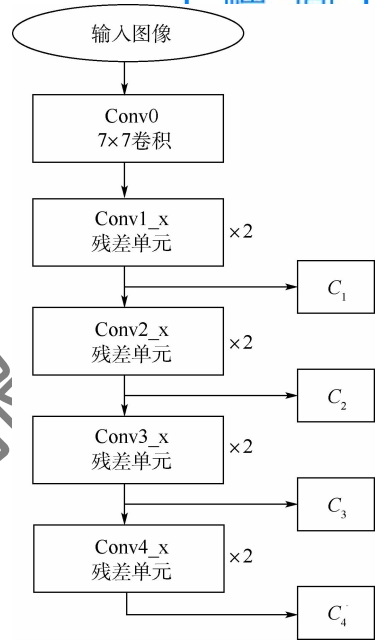 输入图像
Conv0
7×7卷积
Conv1_x
残差单元
×2
C1
Conv2_x
残差单元
×2
C2
Conv3_x
残差单元
×2
C3
Conv4_x
残差单元
×2
C4